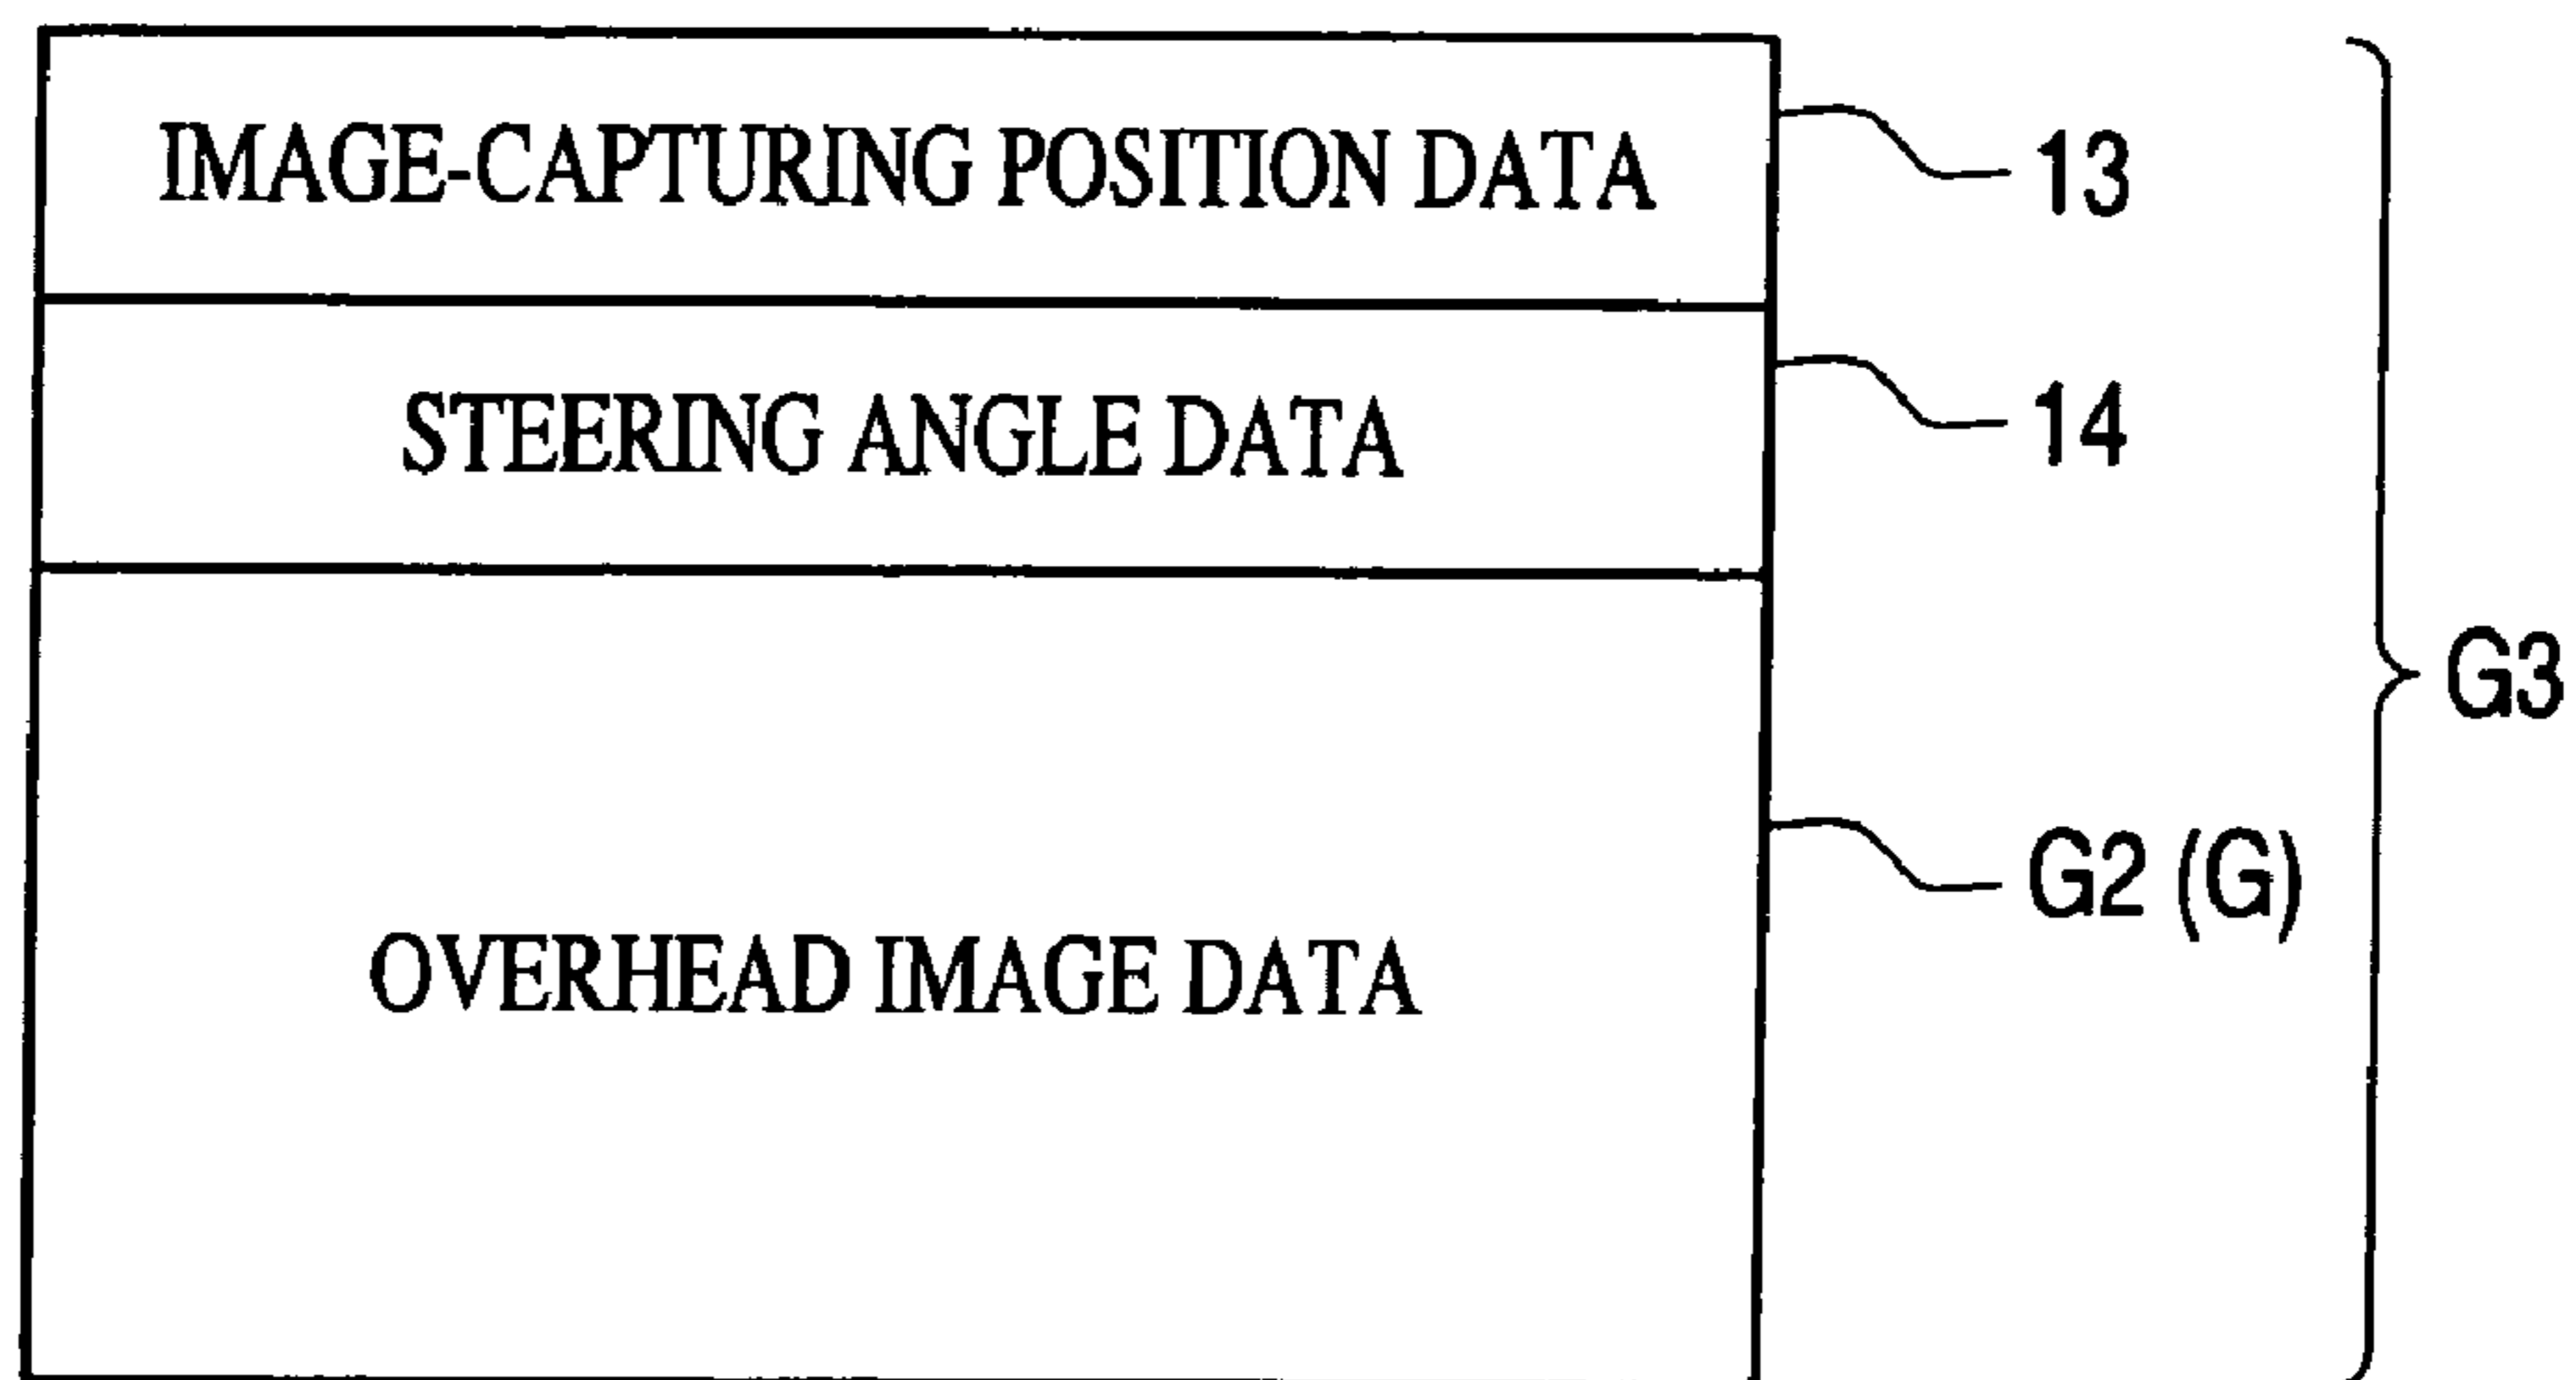 IMAGE-CAPTURING POSITION DATA 13
STEERING ANGLE DATA 14
G3
G2 (G)
OVERHEAD IMAGE DATA